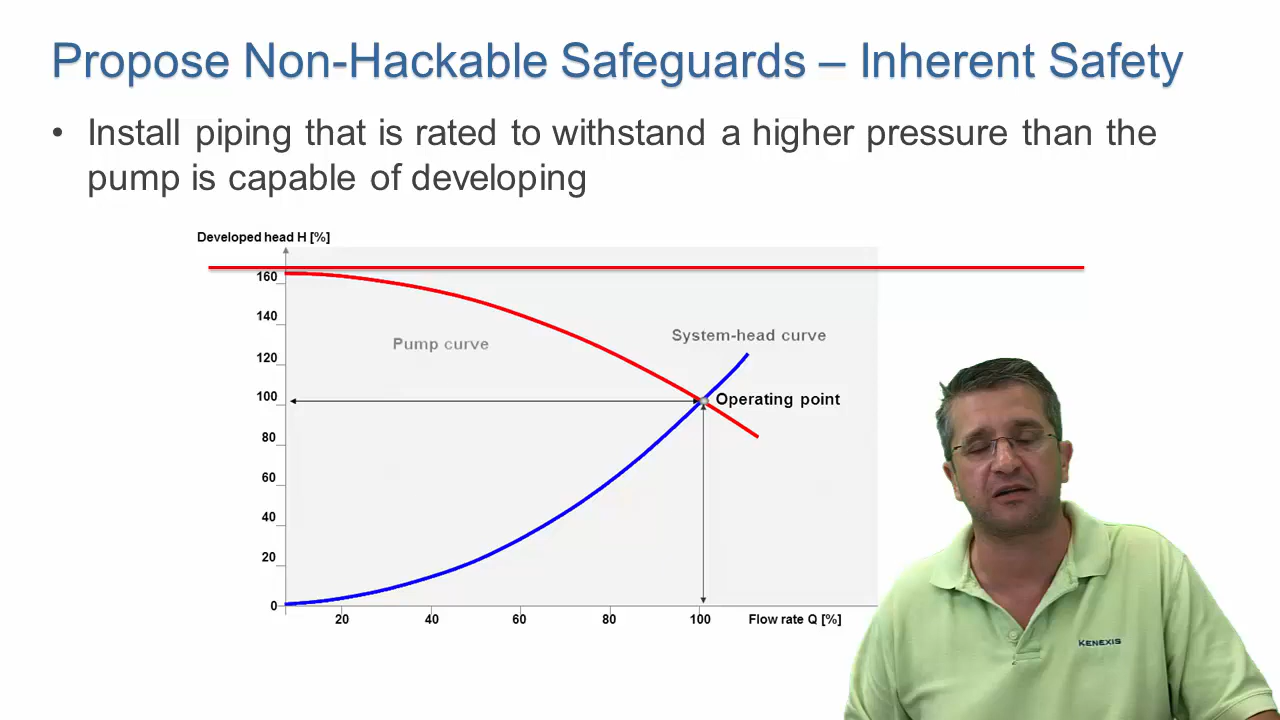 Propose Non-Hackable Safeguards – Inherent Safety
• Install piping that is rated to withstand a higher pressure than the
pump is capable of developing
Developed head H [%]
160
140
120
100
80
60
40
20
0
Pump curve
System-head curve
Operating point
20 40 60 80 100 Flow rate Q [%]
KENEXIS